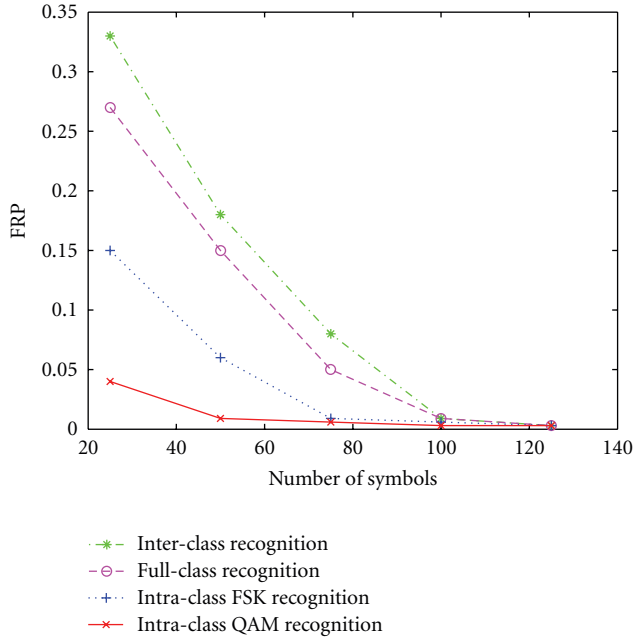 0.35
0.3
0.25
0.2
0.15
0.1
0.05
0
FRP
20 40 60 80 100 120 140
Number of symbols
Inter-class recognition
Full-class recognition
Intra-class FSK recognition
Intra-class QAM recognition